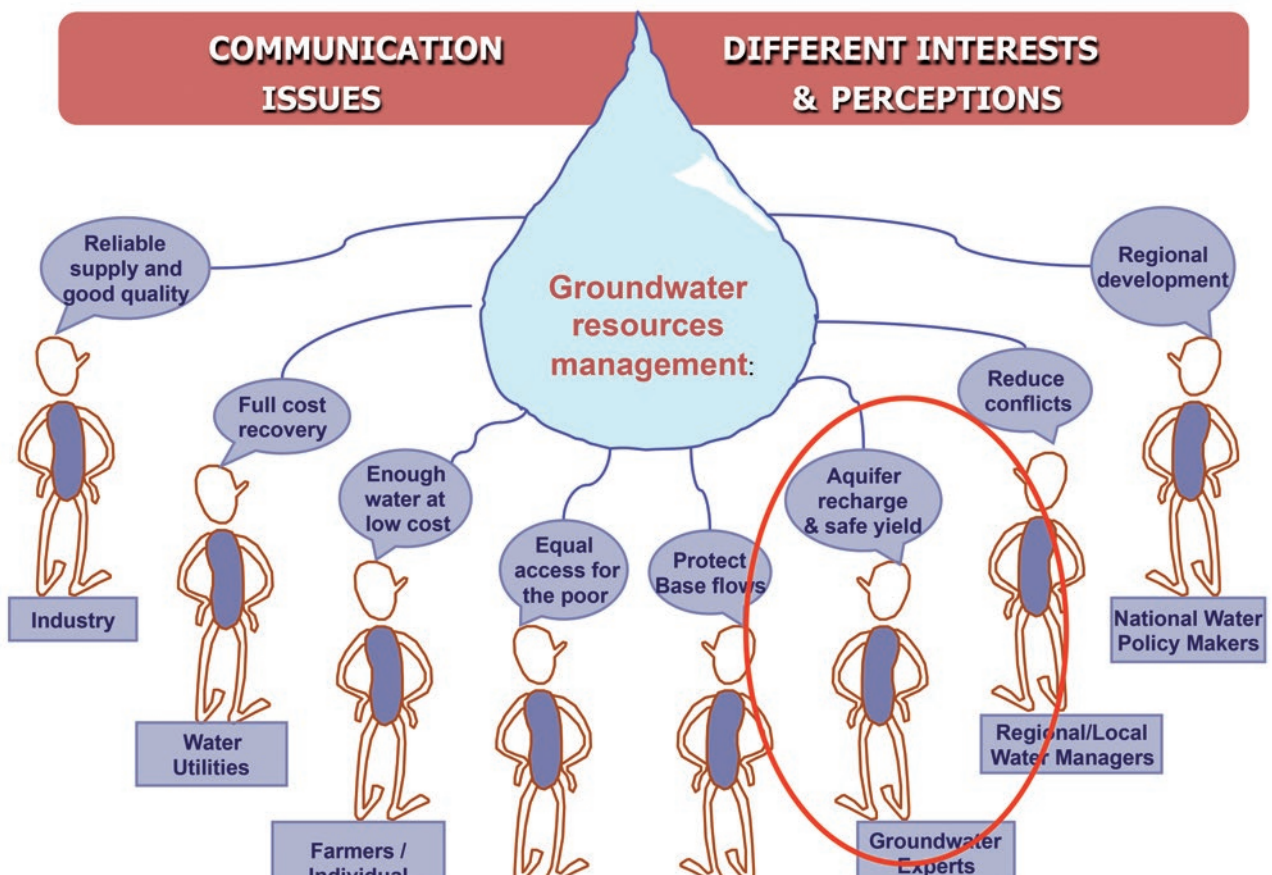 COMMUNICATION
ISSUES
DIFFERENT INTERESTS
& PERCEPTIONS
Groundwater
resources
management:
Reliable
supply and
good quality
Full cost
recovery
Enough
water at
low cost
Equal
access for
the poor
Protect
Base flows
Aquifer
recharge
& safe yield
Reduce
conflicts
Regional
development
Industry
Water
Utilities
Farmers /
Individual
Groundwater
Experts
Regional/Local
Water Managers
National Water
Policy Makers